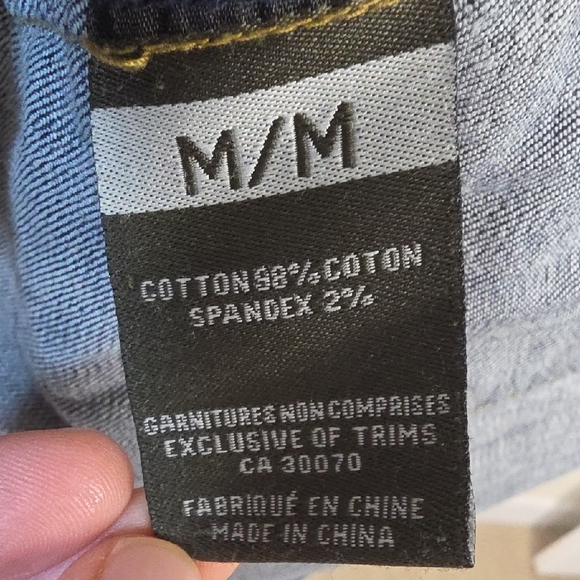 M/M
COTTON 98% COTON
SPANDEX 2%
GARNITURES NON COMPRISES
EXCLUSIVE OF TRIMS
CA 30070
FABRIQUÉ EN CHINE
MADE IN CHINA